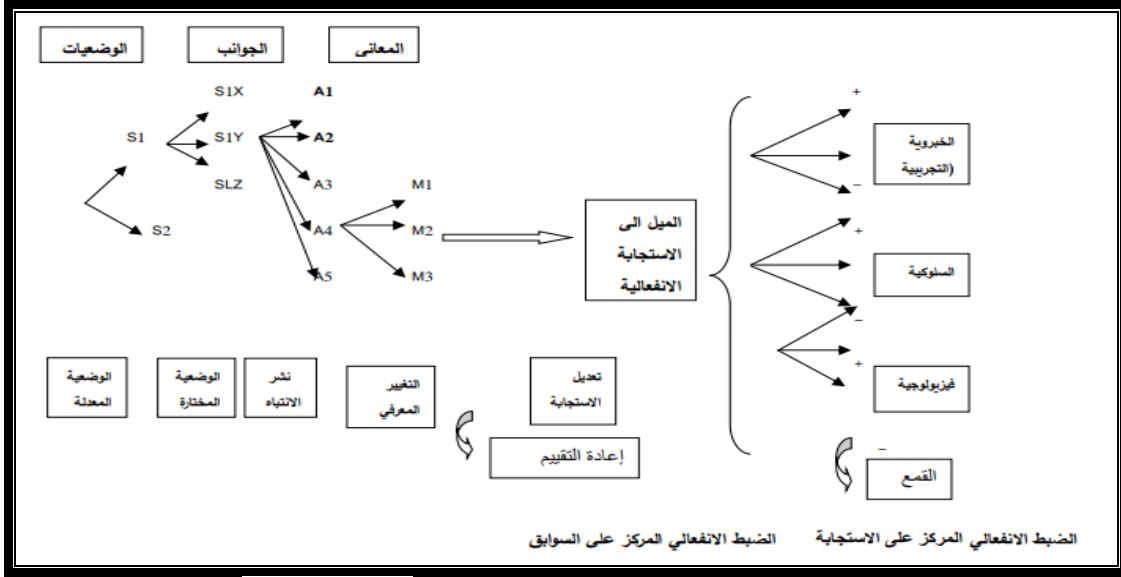 الوضعيات
الجوانب
المعانى
S1X
A1
S1
S1Y
A2
SLZ
A3
M1
S2
A4
M2
A5
M3
الميل الى
الاستجابة
الانفعالية
+
الخبروية
(التجريبية
–
+
السلوكية
–
+
فيزيولوجية
–
الوضعية
المعدلة
الوضعية
المختارة
نشر
الانتباه
التغيير
المعرفي
تعديل
الاستجابة
إعادة التقييم
القمع
الضبط الانفعالي المركز على الاستجابة
الضبط الانفعالي المركز على السوابق